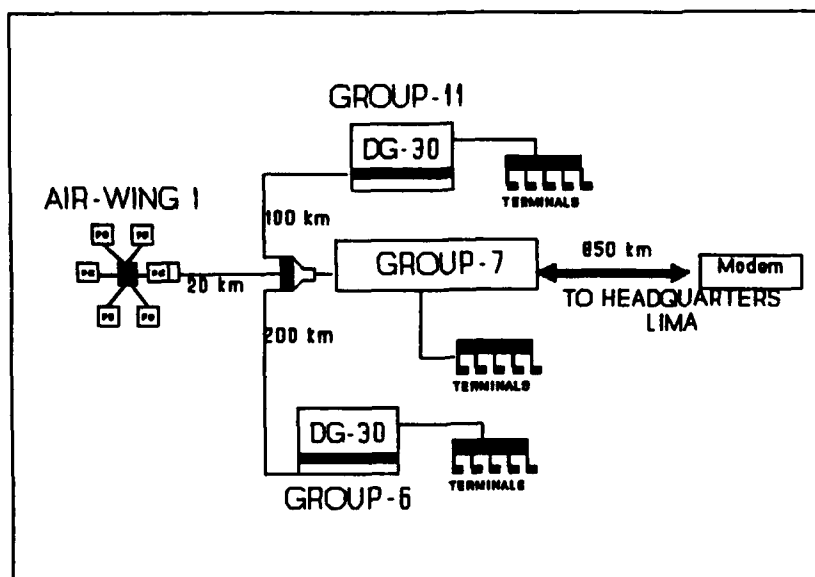 GROUP-11
DG-30
TERMINALS
AIR-WING 1
100 km
20 km
GROUP-7
850 km
Modem
TO HEADQUARTERS
LIMA
200 km
TERMINALS
DG-30
TERMINALS
GROUP-6